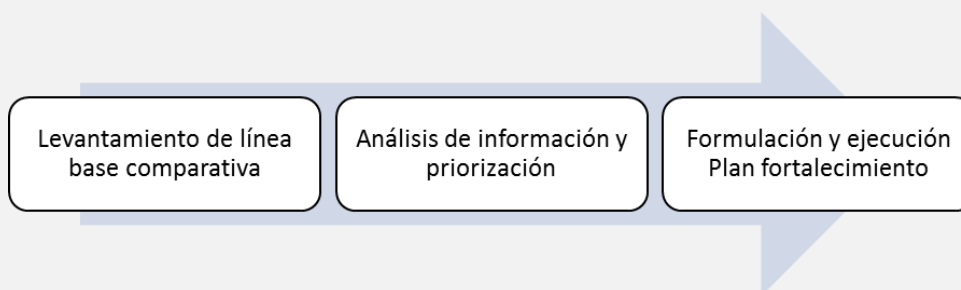 Levantamiento de línea
base comparativa
Análisis de información y
priorización
Formulación y ejecución
Plan fortalecimiento